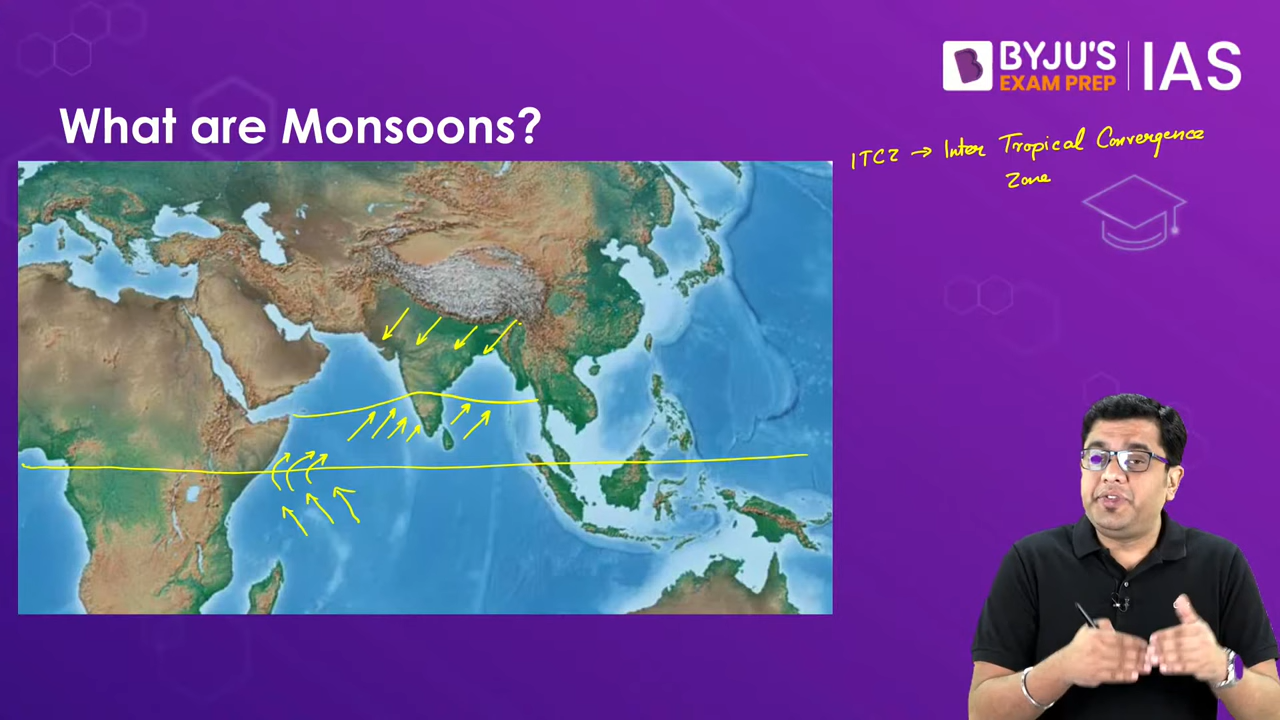 BYJU'S
EXAM PREP
IAS
What are Monsoons?
ITCZ → Inter Tropical Convergence
Zone